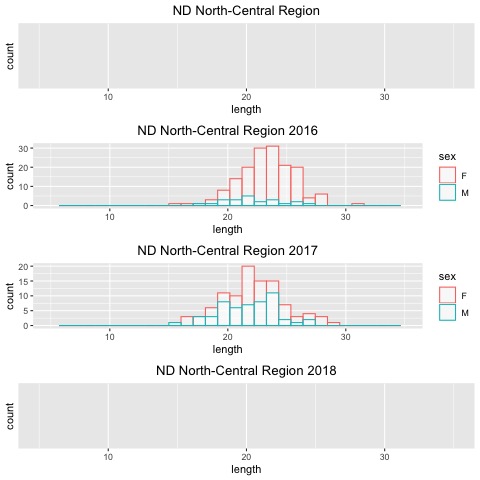 ND North-Central Region
count
10 20 30
length
ND North-Central Region 2016
30
20
10
0
count
10 20 30
length
sex
F
M
ND North-Central Region 2017
20
15
10
5
0
count
20 30
length
sex
F
M
ND North-Central Region 2018
count
10 20 30
length